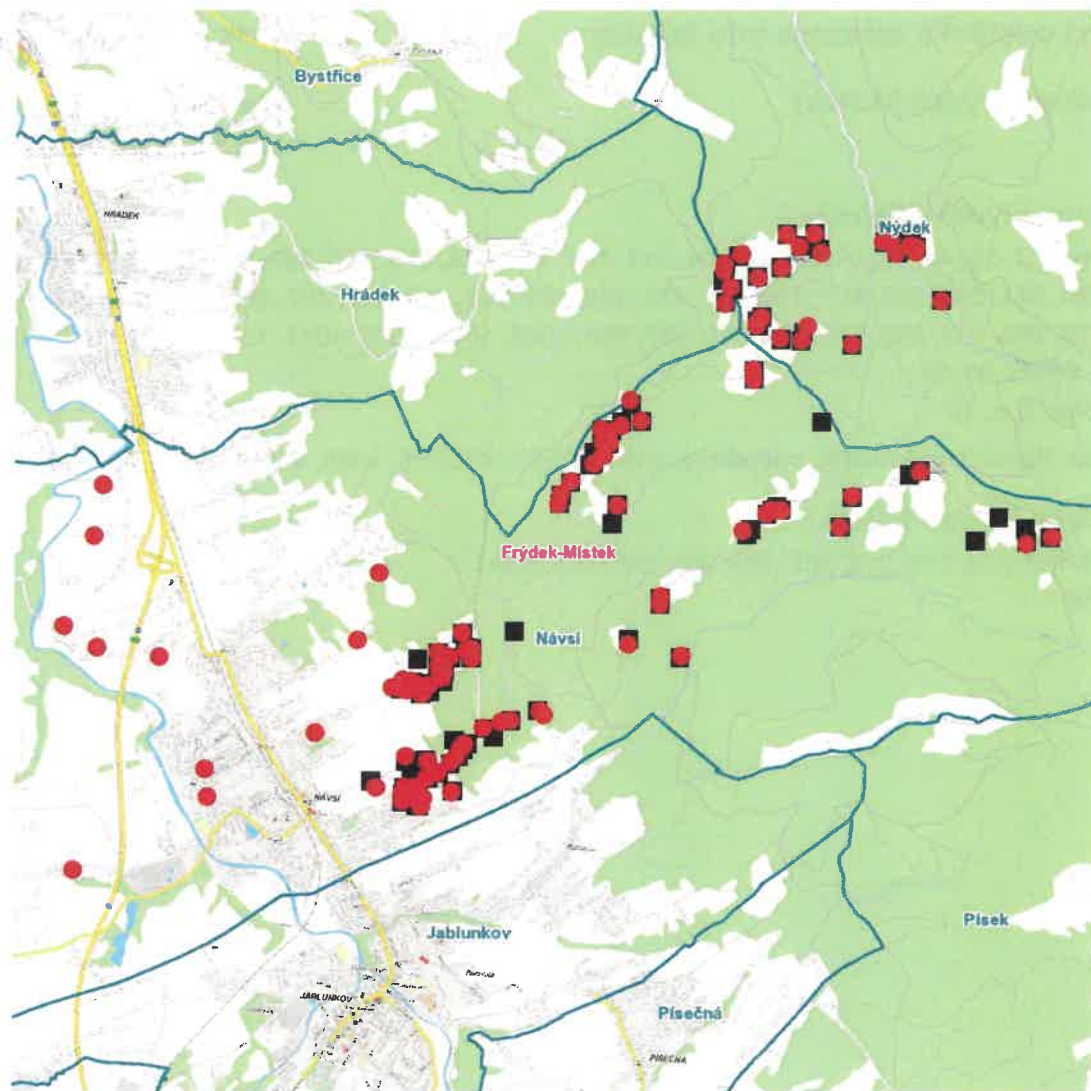 Bystřice
HRÁDEK
Nýdek
Hrádek
Frýdek-Místek
Návsí
NÁVSÍ
Jablunkov
Písek
JABLUNKOV
Písečná
PÍSEČNÁ